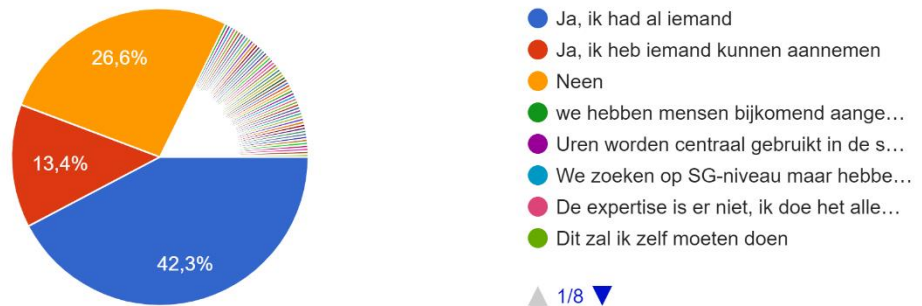 26,6%
13,4%
42,3%
Ja, ik had al iemand
Ja, ik heb iemand kunnen aannemen
Neen
we hebben mensen bijkomend aange...
Uren worden centraal gebruikt in de s...
We zoeken op SG-niveau maar hebbe...
De expertise is er niet, ik doe het alle...
Dit zal ik zelf moeten doen
1/8